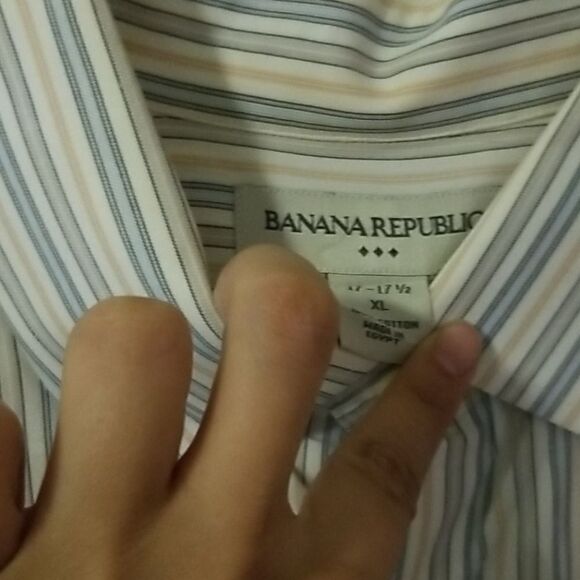 BANANA REPUBLIC
17 - 17 1/2
XL
COTTON
MADE IN
EGYPT